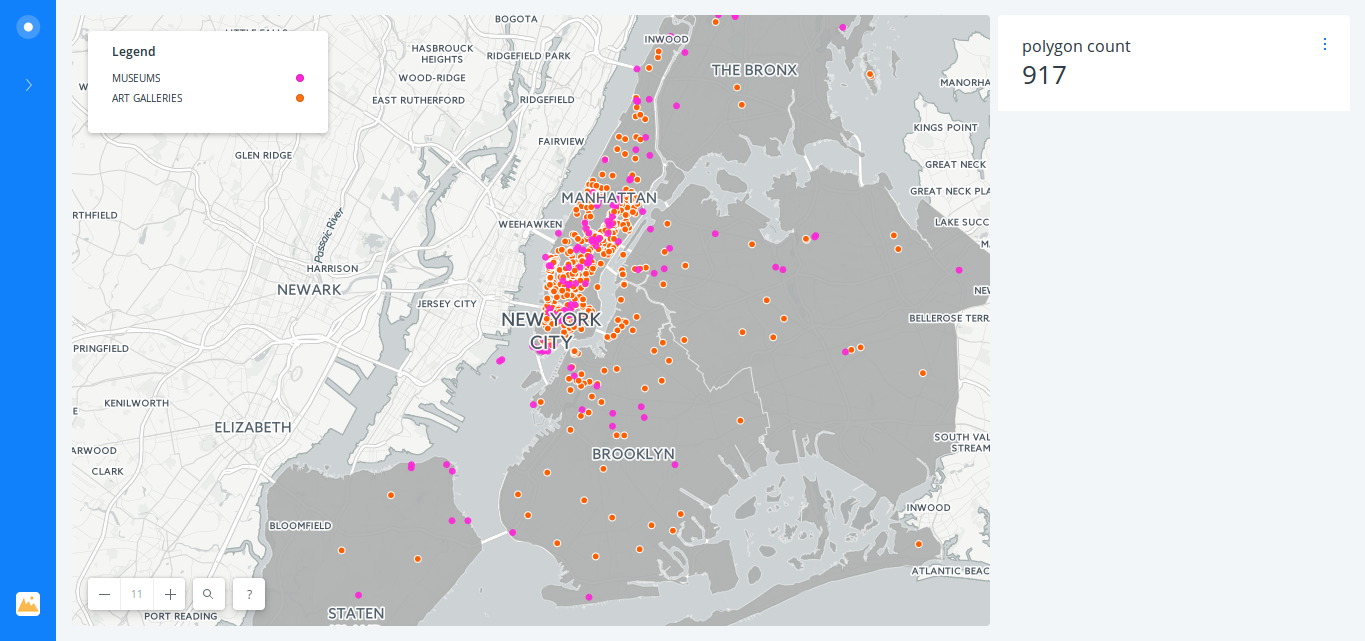 Legend
MUSEUMS
ART GALLERIES
polygon count
917
BOGOTA
INWOOD
HASBROUCK
HEIGHTS
RIDGEFIELD PARK
THE BRONX
WOOD-RIDGE
MANORHA
EAST RUTHERFORD
RIDGEFIELD
KINGS POINT
FAIRVIEW
GLEN RIDGE
GREAT NECK
GREAT NECK PLA
MANHATTAN
RTHFIELD
Passaic River
WEEHAWKEN
LAKE SUCC
M.
HARRISON
NEWARK
NEW
JERSEY CITY
NEW YORK
CITY
BELLEROSE TERR
PRINGFIELD
KENILWORTH
E
ELIZABETH
ARWOOD
SOUTH VAL
STREAM
BROOKLYN
CLARK
INWOOD
BLOOMFIELD
ATLANTIC BEAC
11
?
PORT READING
STATEN